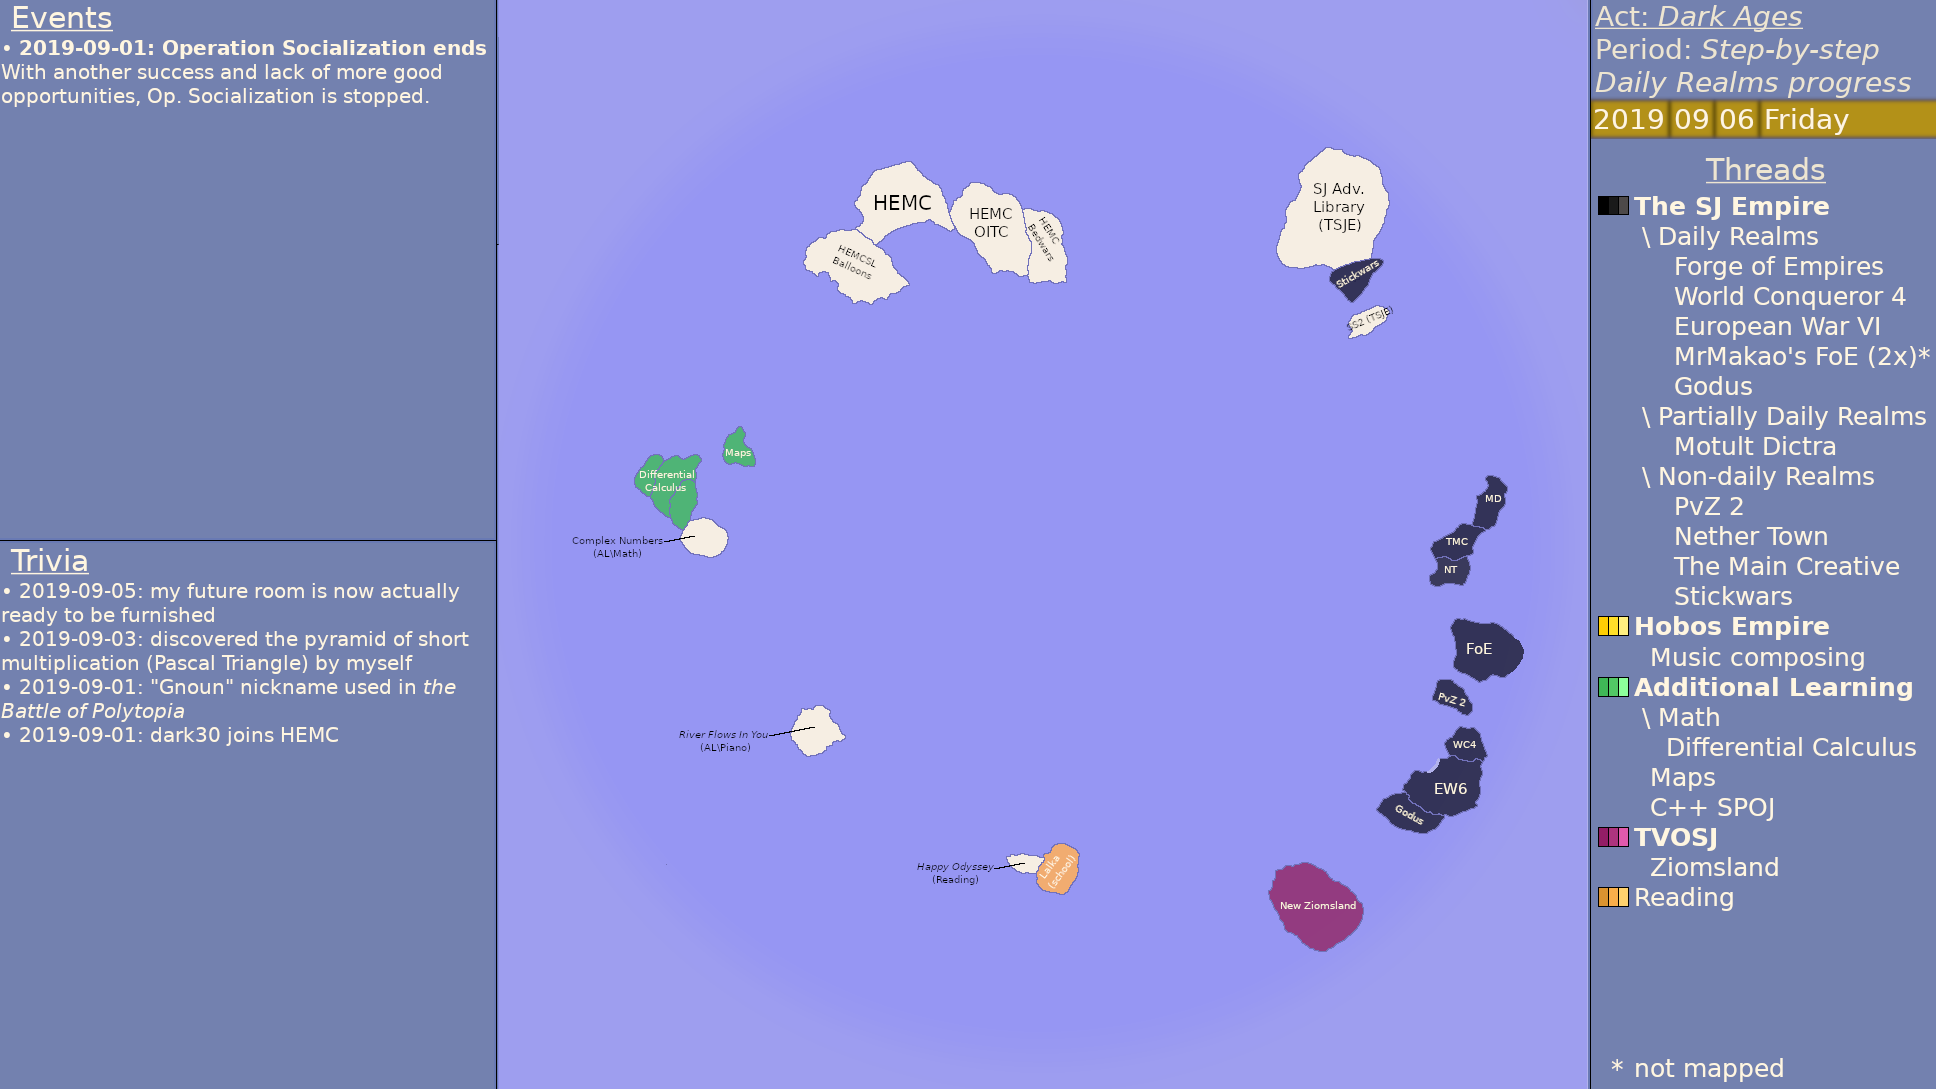 Events
• 2019-09-01: Operation Socialization ends
With another success and lack of more good
opportunities, Op. Socialization is stopped.
Trivia
• 2019-09-05: my future room is now actually
ready to be furnished
• 2019-09-03: discovered the pyramid of short
multiplication (Pascal Triangle) by myself
• 2019-09-01: "Gnoun" nickname used in the
Battle of Polytopia
• 2019-09-01: dark30 joins HEMC
HEMC
HEMCSL
Balloons
HEMC
OITC
HEMC
Bedwars
SJ Adv.
Library
(TSJE)
Stickwars
SS2 (TSJE)
Maps
Differential
Calculus
Complex Numbers
(AL\Math)
MD
TMC
NT
FoE
PvZ 2
WC4
EW6
Godus
River Flows In You
(AL\Piano)
Happy Odyssey
(Reading)
Lalka
(school)
New Ziomsland
Act: Dark Ages
Period: Step-by-step
Daily Realms progress
2019 09 06 Friday
Threads
The SJ Empire
\ Daily Realms
Forge of Empires
World Conqueror 4
European War VI
MrMakao's FoE (2x)*
Godus
\ Partially Daily Realms
Motult Dictra
\ Non-daily Realms
PvZ 2
Nether Town
The Main Creative
Stickwars
Hobos Empire
Music composing
Additional Learning
\ Math
Differential Calculus
Maps
C++ SPOJ
TVOSJ
Ziomsland
Reading
* not mapped